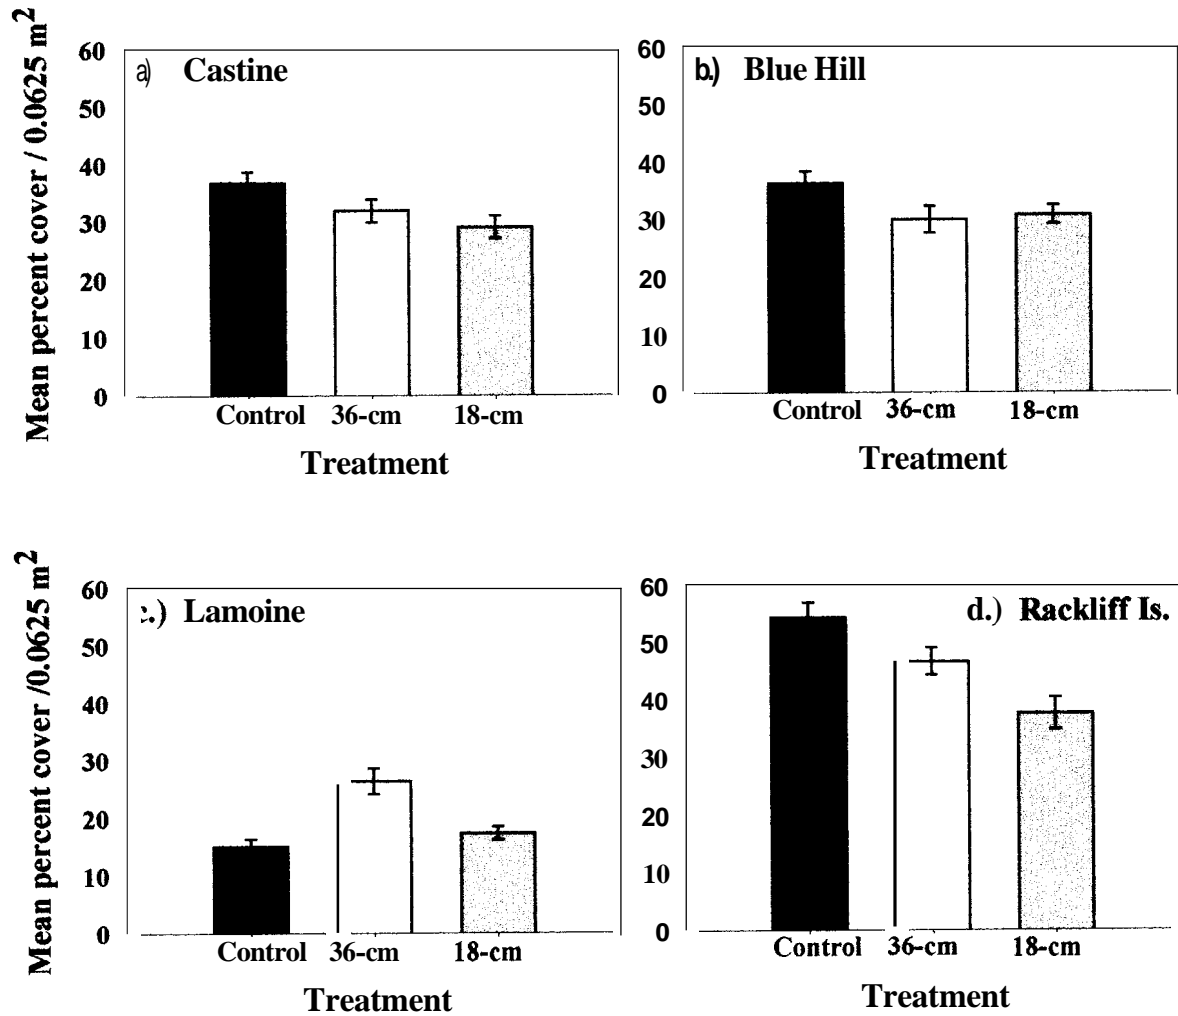 Mean percent cover / 0.0625 m²
60
50
40
30
20
10
0
a) Castine
Control 36-cm 18-cm
Treatment
60
50
40
30
20
10
0
b.) Blue Hill
Control 36-cm 18-cm
Treatment
Mean percent cover /0.0625 m²
60
50
40
30
20
10
0
c.) Lamoine
Control 36-cm 18-cm
Treatment
60
50
40
30
20
10
0
d.) Rackliff Is.
Control 36-cm 18-cm
Treatment